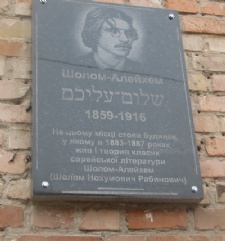 Шолом-Алейхем
שלום־עליכם
1859-1916
На цьому місці стояв будинок,
у якому в 1883-1887 роках
жив і творив класик
єврейської літератури
Шолом-Алейхем
(Шолом Нохумович Рабинович)